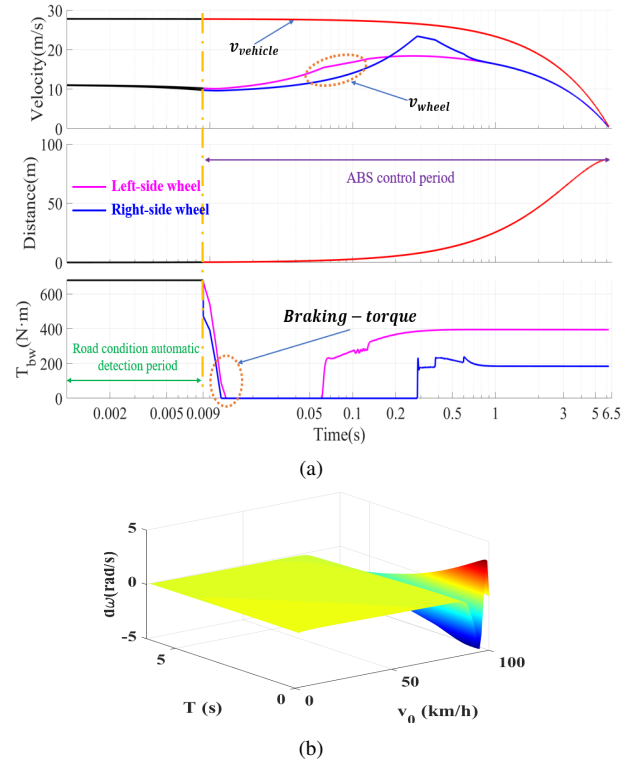 30
20
10
0
Velocity(m/s)
v_vehicle
v_wheel
100
50
0
Distance(m)
ABS control period
Left-side wheel
Right-side wheel
600
400
200
0
T_bw(N·m)
Braking − torque
Road condition automatic
detection period
0.002 0.005 0.009 0.05 0.1 0.2 0.5 1 3 5 6.5
Time(s)
(a)
5
0
-5
dω(rad/s)
5
0
T (s)
0
50
100
v_0 (km/h)
(b)